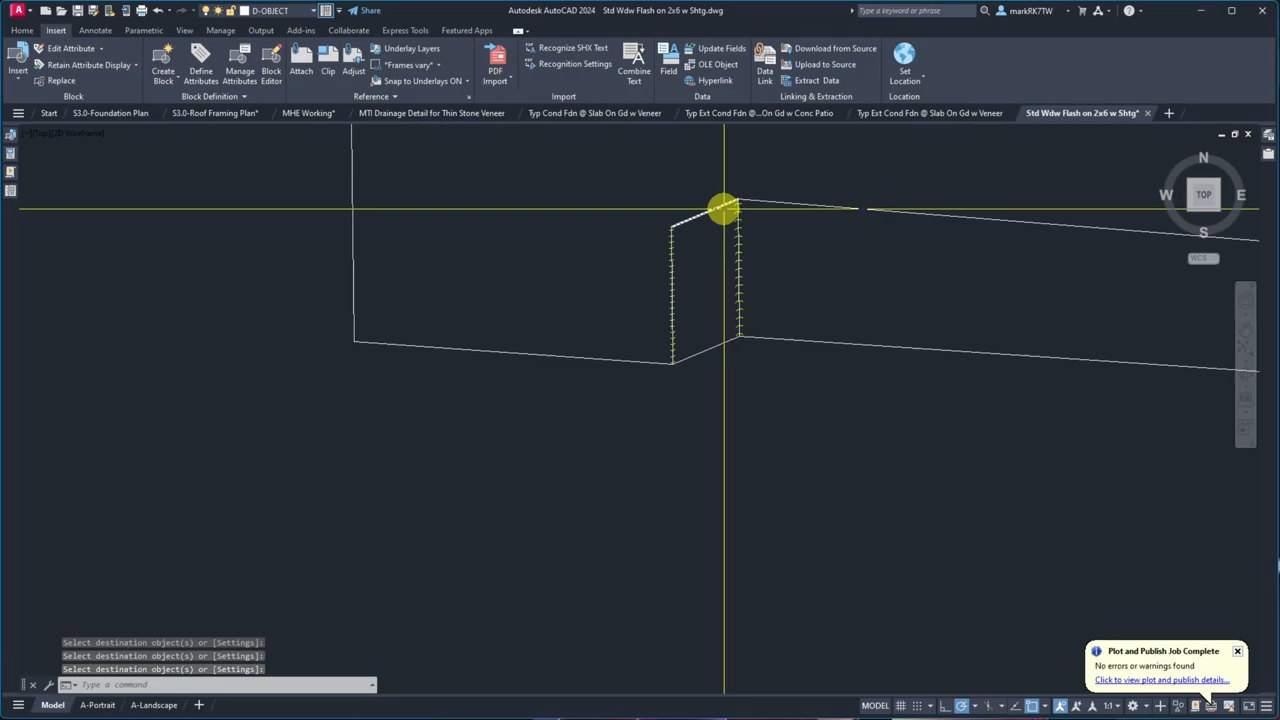 Share
Autodesk AutoCAD 2024 Std Wdw Flash on 2x6 w Shtg.dwg
Type a keyword or phrase
markRK7TW
D-OBJECT
Home Insert Annotate Parametric View Manage Output Add-ins Collaborate Express Tools Featured Apps
Insert
Edit Attribute
Retain Attribute Display
Replace
Block
Create Block
Define Attributes
Manage Attributes
Block Editor
Block Definition
Attach
Clip
Adjust
Underlay Layers
*Frames vary*
Snap to Underlays ON
Reference
PDF Import
Recognize SHX Text
Recognition Settings
Combine Text
Import
Field
Update Fields
OLE Object
Hyperlink
Data
Data Link
Download from Source
Upload to Source
Extract Data
Linking & Extraction
Set Location
Location
Start S3.0-Foundation Plan S3.0-Roof Framing Plan* MHE Working* MTI Drainage Detail for Thin Stone Veneer Typ Cond Fdn @ Slab On Gd w Veneer Typ Ext Cond Fdn @...On Gd w Conc Patio Typ Ext Cond Fdn @ Slab On Gd w Veneer Std Wdw Flash on 2x6 w Shtg*
[−][Top][2D Wireframe]
N
W TOP E
S
WCS
Select destination object(s) or [Settings]:
Select destination object(s) or [Settings]:
Select destination object(s) or [Settings]:
Type a command
Plot and Publish Job Complete
No errors or warnings found
Click to view plot and publish details...
Model A-Portrait A-Landscape
MODEL
1:1